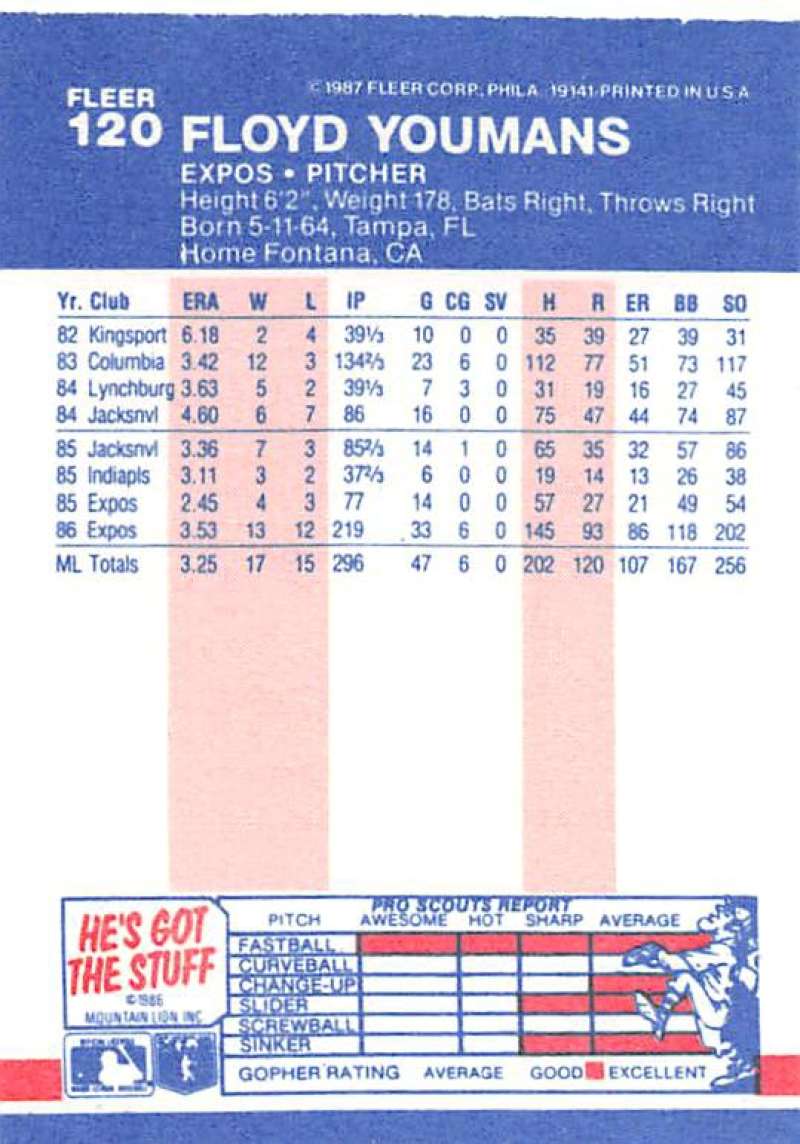 © 1987 FLEER CORP. PHILA. 19141-PRINTED IN U S A
FLEER
120 FLOYD YOUMANS
EXPOS • PITCHER
Height 6'2", Weight 178, Bats Right, Throws Right
Born 5-11-64, Tampa, FL
Home Fontana, CA
Yr. Club ERA W L IP G CG SV H R ER BB SO
82 Kingsport 6.18 2 4 39⅓ 10 0 0 35 39 27 39 31
83 Columbia 3.42 12 3 134⅔ 23 6 0 112 77 51 73 117
84 Lynchburg 3.63 5 2 39⅓ 7 3 0 31 19 16 27 45
84 Jacksnvl 4.60 6 7 86 16 0 0 75 47 44 74 87
85 Jacksnvl 3.36 7 3 85⅔ 14 1 0 65 35 32 57 86
85 Indiapls 3.11 3 2 37⅔ 6 0 0 19 14 13 26 38
85 Expos 2.45 4 3 77 14 0 0 57 27 21 49 54
86 Expos 3.53 13 12 219 33 6 0 145 93 86 118 202
ML Totals 3.25 17 15 296 47 6 0 202 120 107 167 256
HE'S GOT
THE STUFF
© 1986
MOUNTAIN LION INC
PRO SCOUTS REPORT
PITCH AWESOME HOT SHARP AVERAGE
FASTBALL
CURVEBALL
CHANGE-UP
SLIDER
SCREWBALL
SINKER
GOPHER RATING AVERAGE GOOD EXCELLENT